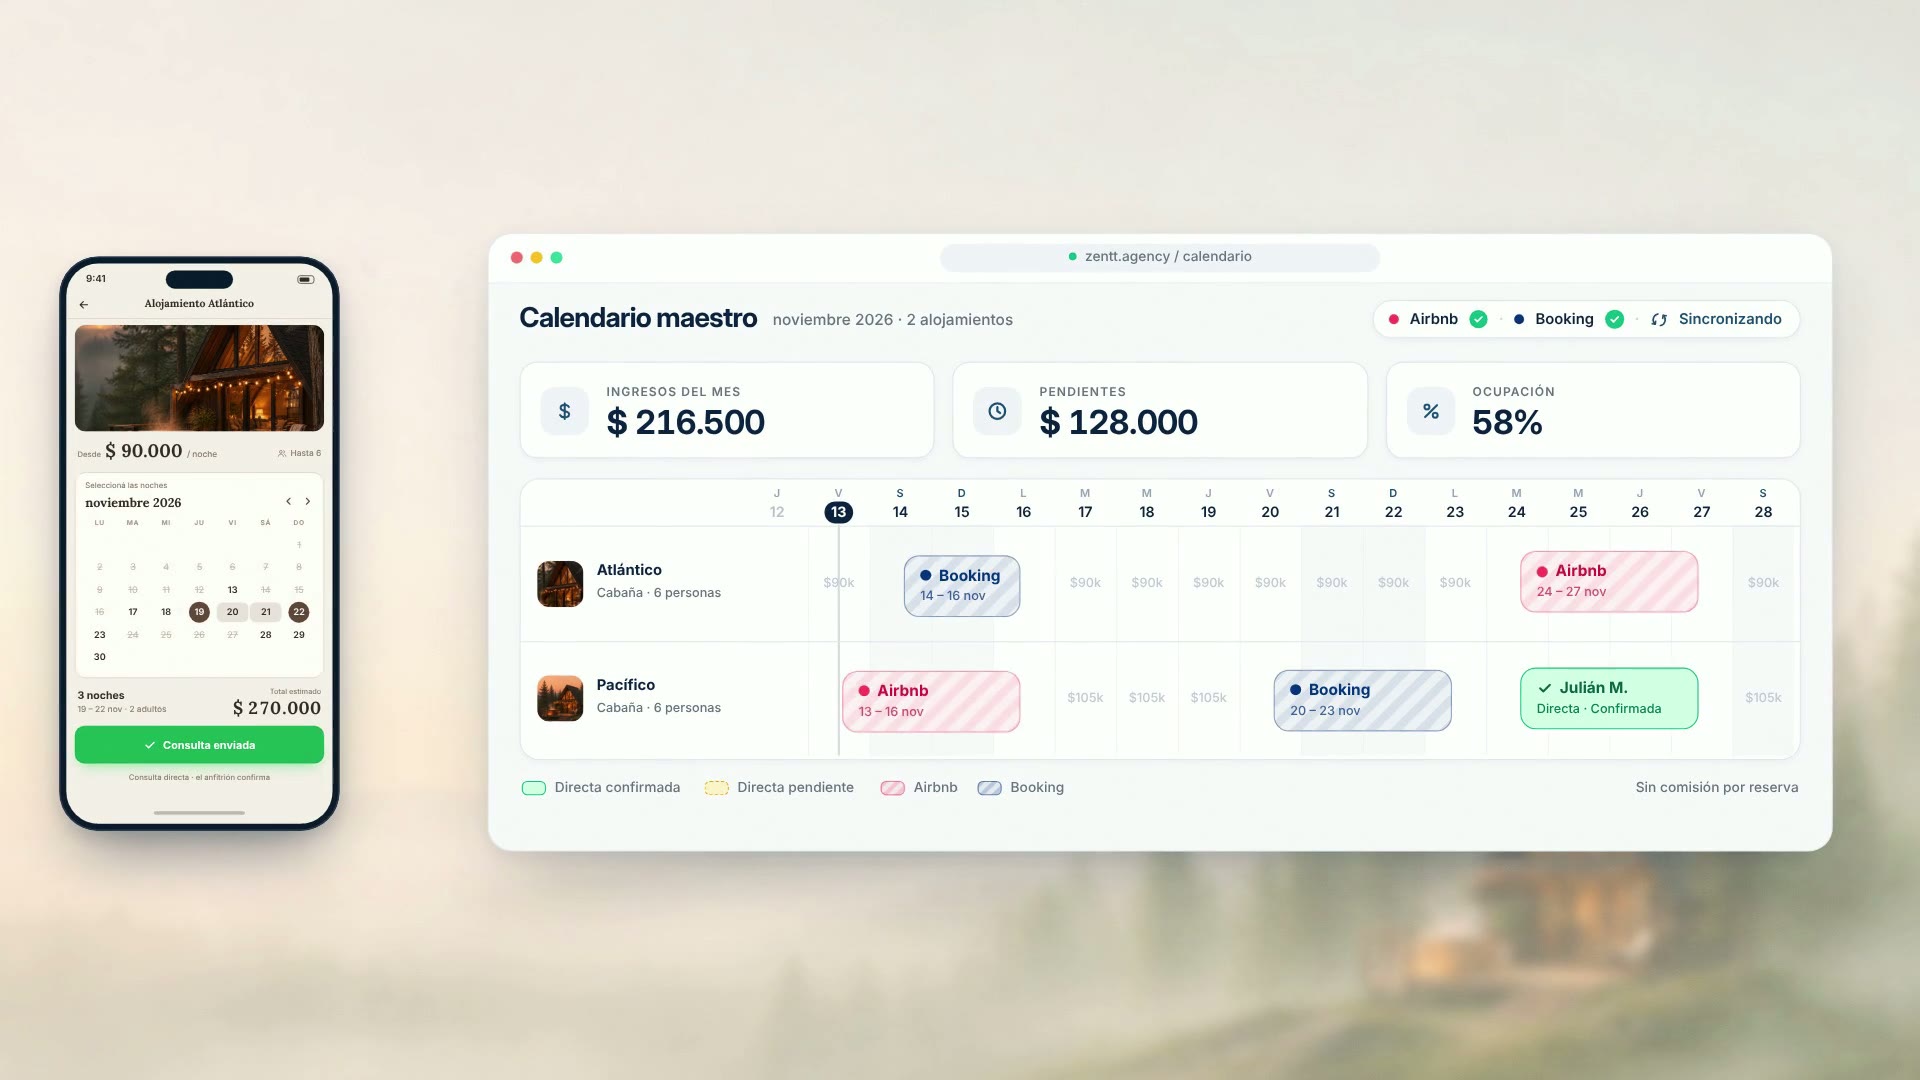 9:41
Alojamiento Atlántico
Desde $ 90.000 / noche
Hasta 6
Seleccioná las noches
noviembre 2026
LU MA MI JU VI SÁ DO
1
2 3 4 5 6 7 8
9 10 11 12 13 14 15
16 17 18 19 20 21 22
23 24 25 26 27 28 29
30
3 noches
Total estimado
19 – 22 nov · 2 adultos
$ 270.000
Consulta enviada
Consulta directa · el anfitrión confirma
zentt.agency / calendario
Calendario maestro
noviembre 2026 · 2 alojamientos
Airbnb · Booking · Sincronizando
$ INGRESOS DEL MES
$ 216.500
PENDIENTES
$ 128.000
% OCUPACIÓN
58%
J V S D L M M J V S D L M M J V S
12 13 14 15 16 17 18 19 20 21 22 23 24 25 26 27 28
Atlántico
Cabaña · 6 personas
$90k
Booking
14 – 16 nov
$90k $90k $90k $90k $90k $90k $90k
Airbnb
24 – 27 nov
$90k
Pacífico
Cabaña · 6 personas
Airbnb
13 – 16 nov
$105k $105k $105k
Booking
20 – 23 nov
Julián M.
Directa · Confirmada
$105k
Directa confirmada
Directa pendiente
Airbnb
Booking
Sin comisión por reserva